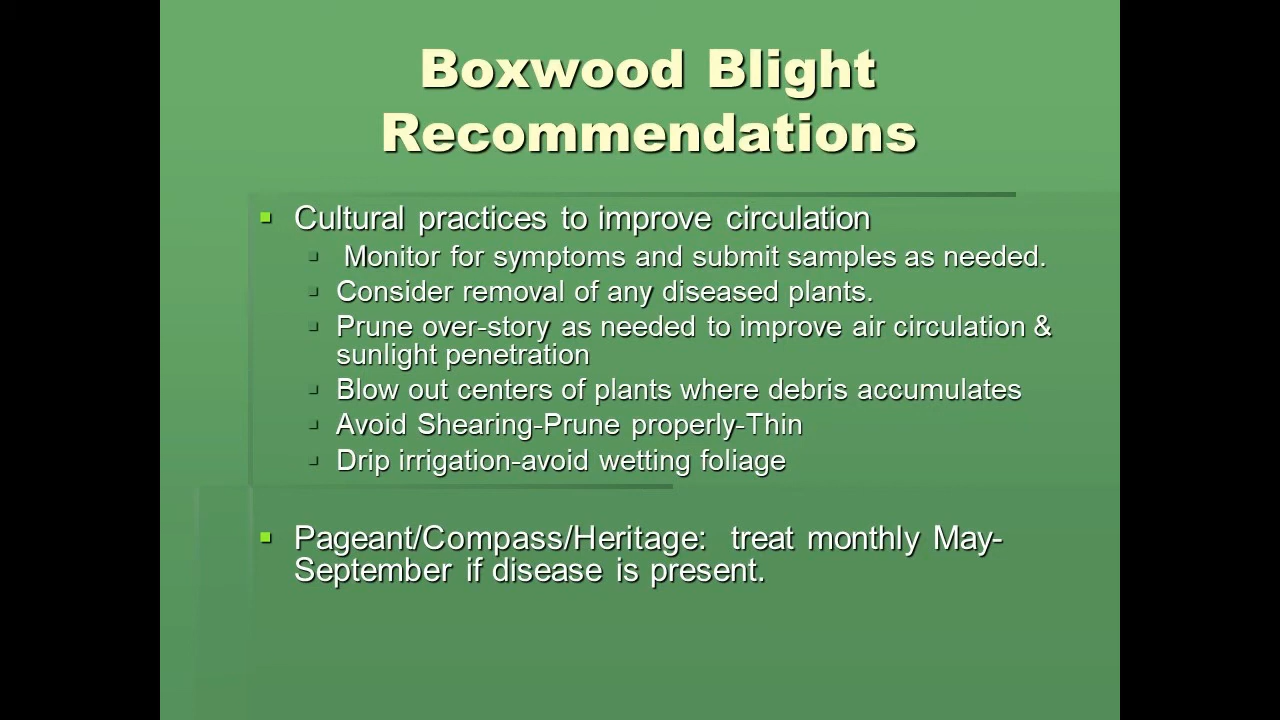 Boxwood Blight
Recommendations
Cultural practices to improve circulation
Monitor for symptoms and submit samples as needed.
Consider removal of any diseased plants.
Prune over-story as needed to improve air circulation &
sunlight penetration
Blow out centers of plants where debris accumulates
Avoid Shearing-Prune properly-Thin
Drip irrigation-avoid wetting foliage
Pageant/Compass/Heritage: treat monthly May-
September if disease is present.